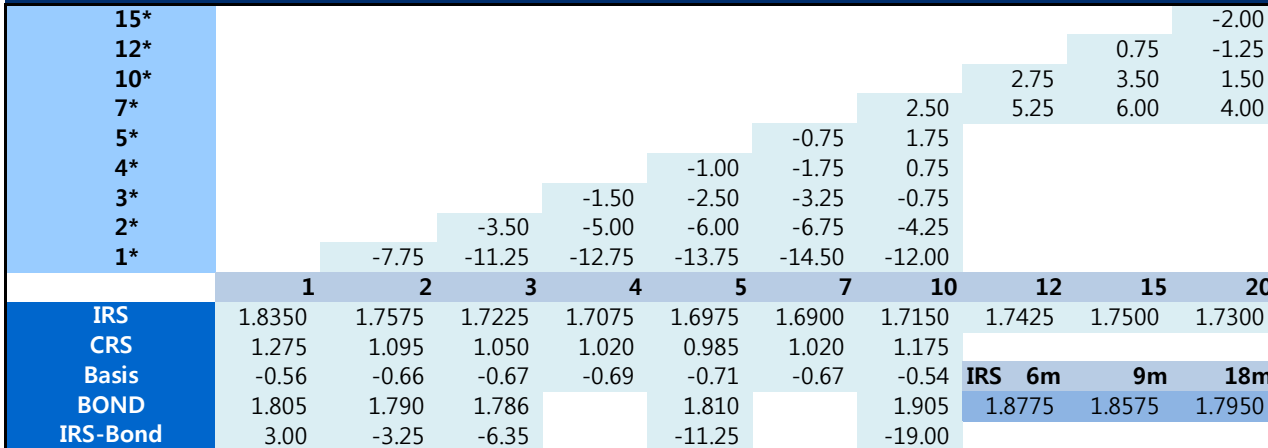 15* -2.00
12* 0.75 -1.25
10* 2.75 3.50 1.50
7* 2.50 5.25 6.00 4.00
5* -0.75 1.75
4* -1.00 -1.75 0.75
3* -1.50 -2.50 -3.25 -0.75
2* -3.50 -5.00 -6.00 -6.75 -4.25
1* -7.75 -11.25 -12.75 -13.75 -14.50 -12.00
1 2 3 4 5 7 10 12 15 20
IRS 1.8350 1.7575 1.7225 1.7075 1.6975 1.6900 1.7150 1.7425 1.7500 1.7300
CRS 1.275 1.095 1.050 1.020 0.985 1.020 1.175
Basis -0.56 -0.66 -0.67 -0.69 -0.71 -0.67 -0.54 IRS 6m 9m 18m
BOND 1.805 1.790 1.786 1.810 1.905 1.8775 1.8575 1.7950
IRS-Bond 3.00 -3.25 -6.35 -11.25 -19.00